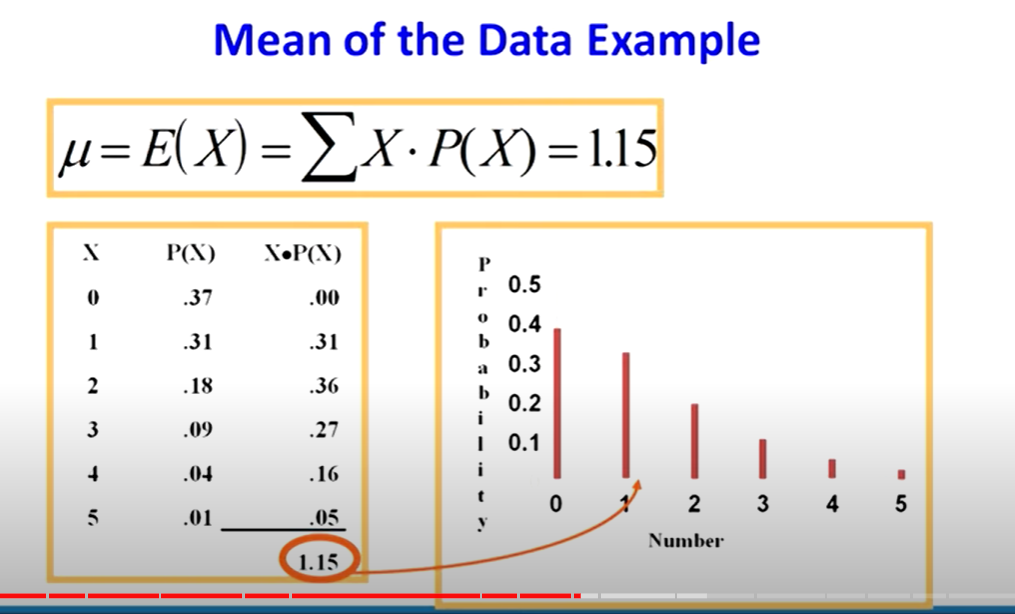 Mean of the Data Example
μ = E(X) = ∑ X · P(X) = 1.15
X P(X) X●P(X)
0 .37 .00
1 .31 .31
2 .18 .36
3 .09 .27
4 .04 .16
5 .01 .05
1.15
Probability
0.5
0.4
0.3
0.2
0.1
0 1 2 3 4 5
Number